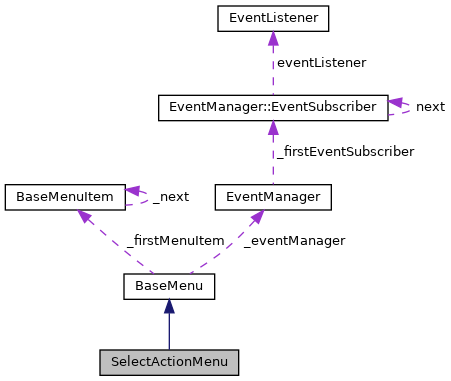 EventListener
eventListener
EventManager::EventSubscriber
next
_firstEventSubscriber
BaseMenuItem
_next
EventManager
_firstMenuItem
_eventManager
BaseMenu
SelectActionMenu